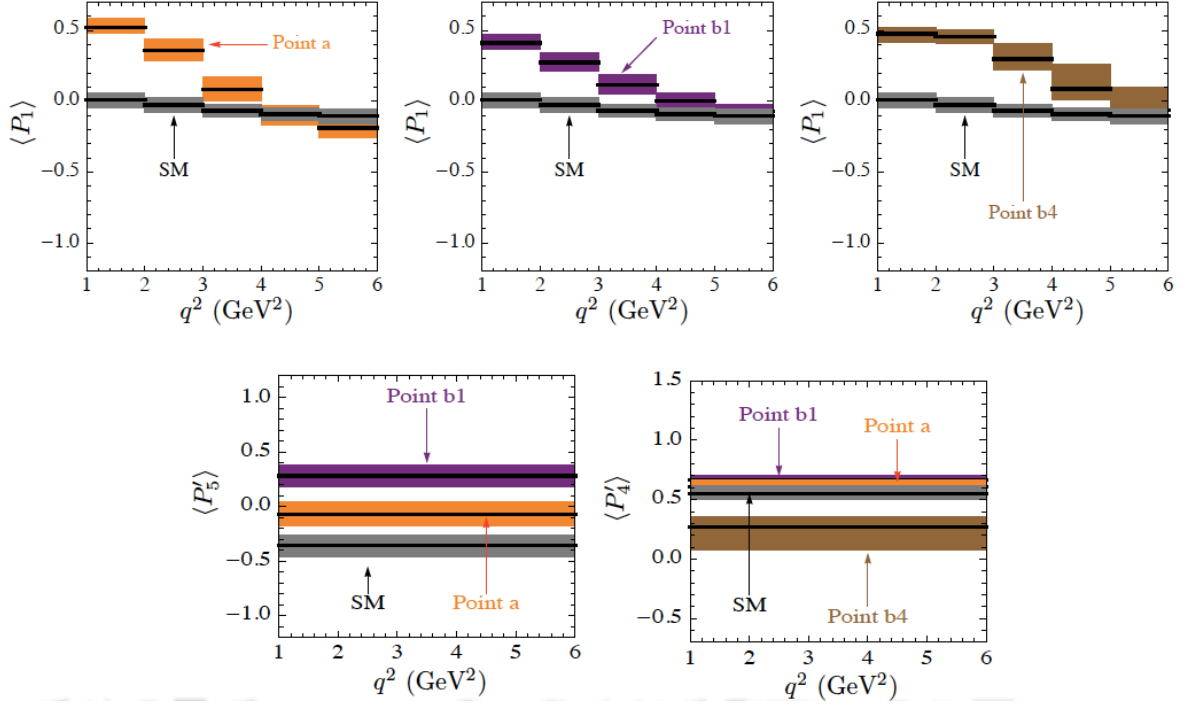 0.5
0.0
−0.5
−1.0
⟨P₁⟩
Point a
SM
1 2 3 4 5 6
q² (GeV²)
0.5
0.0
−0.5
−1.0
⟨P₁⟩
Point b1
SM
1 2 3 4 5 6
q² (GeV²)
0.5
0.0
−0.5
−1.0
⟨P₁⟩
SM
Point b4
1 2 3 4 5 6
q² (GeV²)
1.0
0.5
0.0
−0.5
−1.0
⟨P′₅⟩
Point b1
SM
Point a
1 2 3 4 5 6
q² (GeV²)
1.5
1.0
0.5
0.0
−0.5
⟨P′₄⟩
Point b1
Point a
SM
Point b4
1 2 3 4 5 6
q² (GeV²)